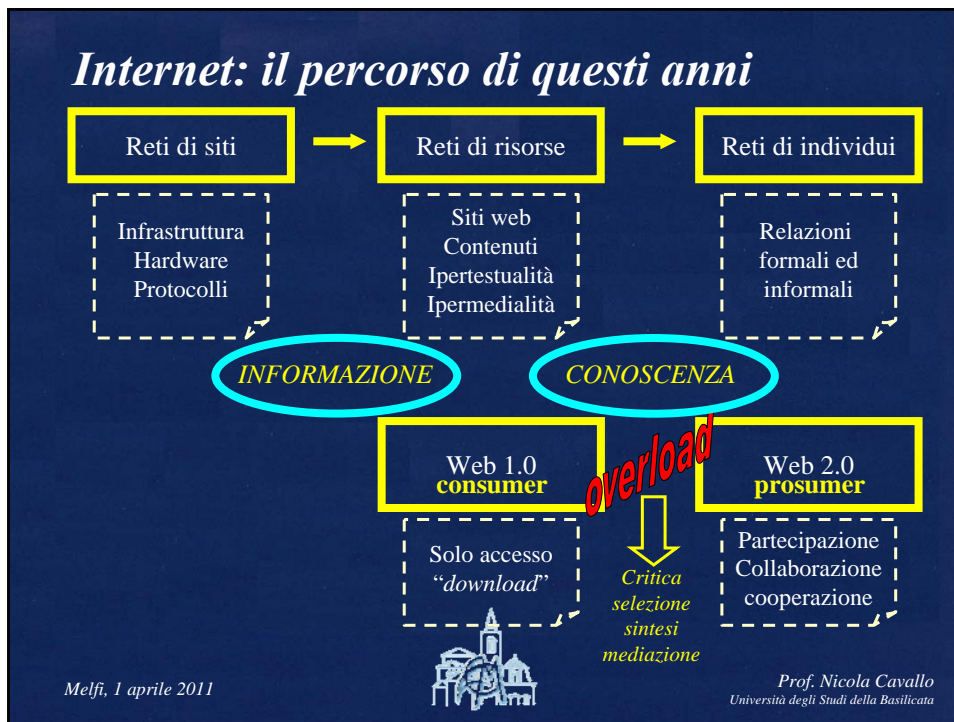 Internet: il percorso di questi anni
Reti di siti
Reti di risorse
Reti di individui
Infrastruttura
Hardware
Protocolli
Siti web
Contenuti
Ipertestualità
Ipermedialità
Relazioni
formali ed
informali
INFORMAZIONE
CONOSCENZA
Web 1.0
consumer
overload
Web 2.0
prosumer
Solo accesso
“download”
Critica
selezione
sintesi
mediazione
Partecipazione
Collaborazione
cooperazione
Melfi, 1 aprile 2011
Prof. Nicola Cavallo
Università degli Studi della Basilicata